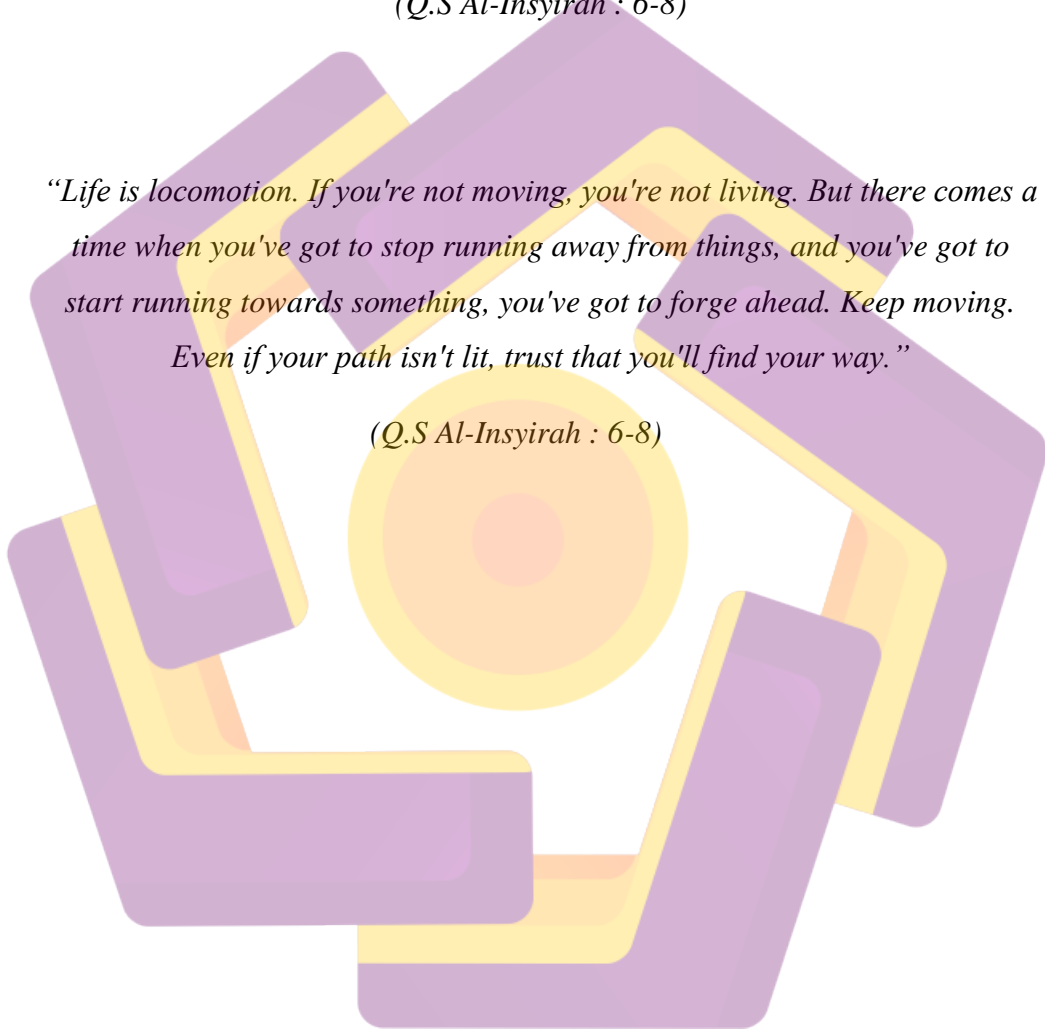 (Q.S Al-Insyirah : 6-8)
“Life is locomotion. If you're not moving, you're not living. But there comes a
time when you've got to stop running away from things, and you've got to
start running towards something, you've got to forge ahead. Keep moving.
Even if your path isn't lit, trust that you'll find your way.”
(Q.S Al-Insyirah : 6-8)